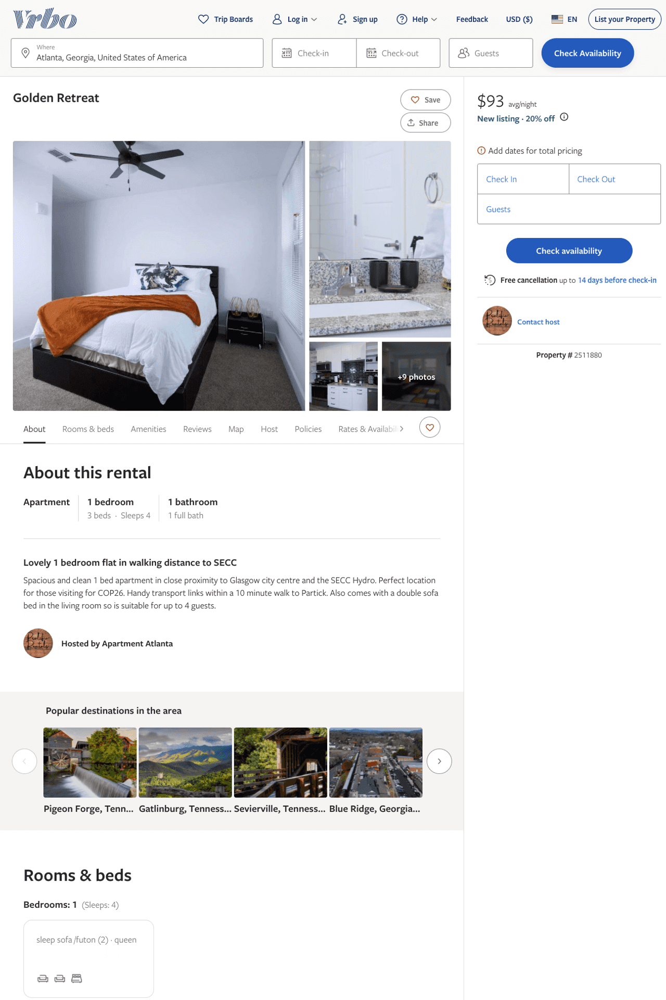 Vrbo
Trip Boards
Log in
Sign up
Help
Feedback
USD ($)
EN
List your Property
Where
Atlanta, Georgia, United States of America
Check-in
Check-out
Guests
Check Availability
Golden Retreat
Save
Share
+9 photos
$93 avg/night
New listing · 20% off
Add dates for total pricing
Check In
Check Out
Guests
Check availability
Free cancellation up to 14 days before check-in
Prolific
Rentals
Contact host
Property # 2511880
About
Rooms & beds
Amenities
Reviews
Map
Host
Policies
Rates & Availabili
About this rental
Apartment
1 bedroom
3 beds · Sleeps 4
1 bathroom
1 full bath
Lovely 1 bedroom flat in walking distance to SECC
Spacious and clean 1 bed apartment in close proximity to Glasgow city centre and the SECC Hydro. Perfect location
for those visiting for COP26. Handy transport links within a 10 minute walk to Partick. Also comes with a double sofa
bed in the living room so is suitable for up to 4 guests.
Prolific
Rentals
Hosted by Apartment Atlanta
Popular destinations in the area
Pigeon Forge, Tenn...
Gatlinburg, Tenness...
Sevierville, Tenness...
Blue Ridge, Georgia...
Rooms & beds
Bedrooms: 1 (Sleeps: 4)
sleep sofa /futon (2) · queen